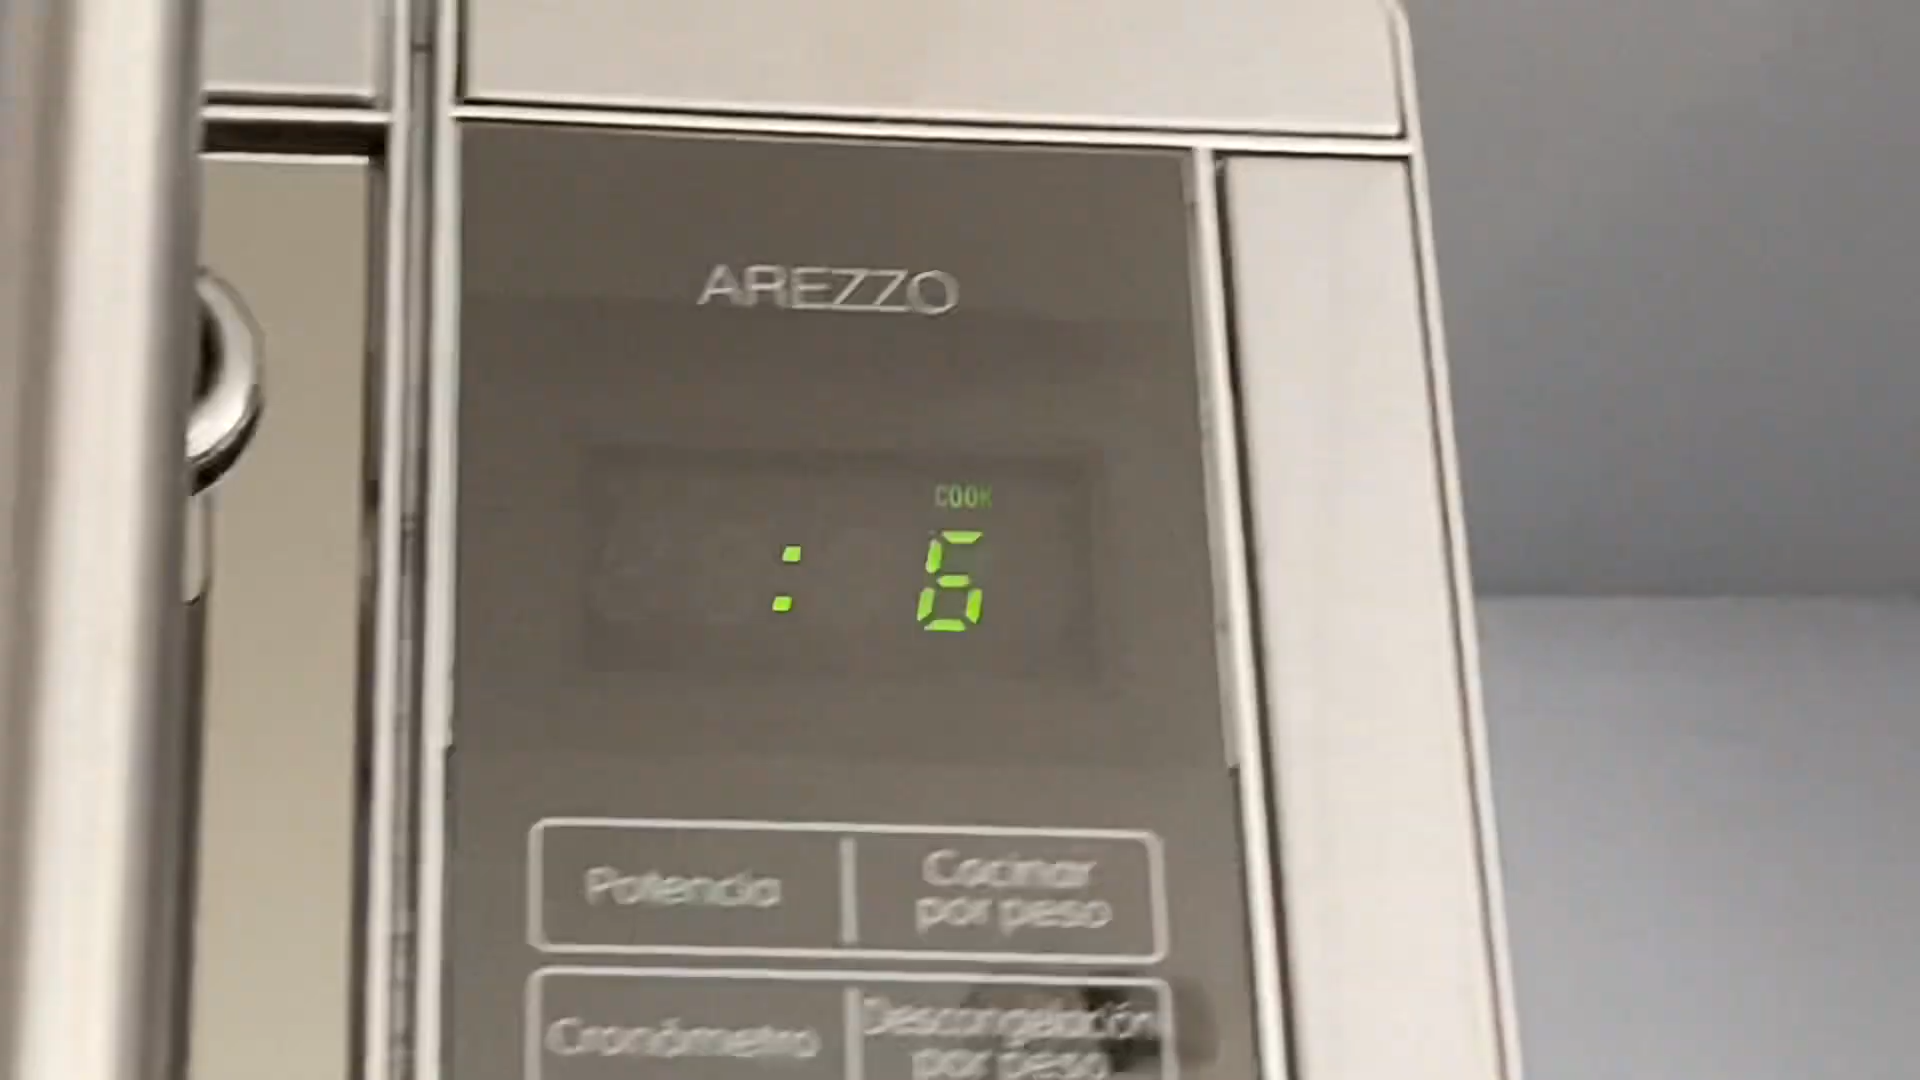 AREZZO
COOK
: 6
Potencia
Cocinar
por peso
Cronómetro
Descongelación
por peso